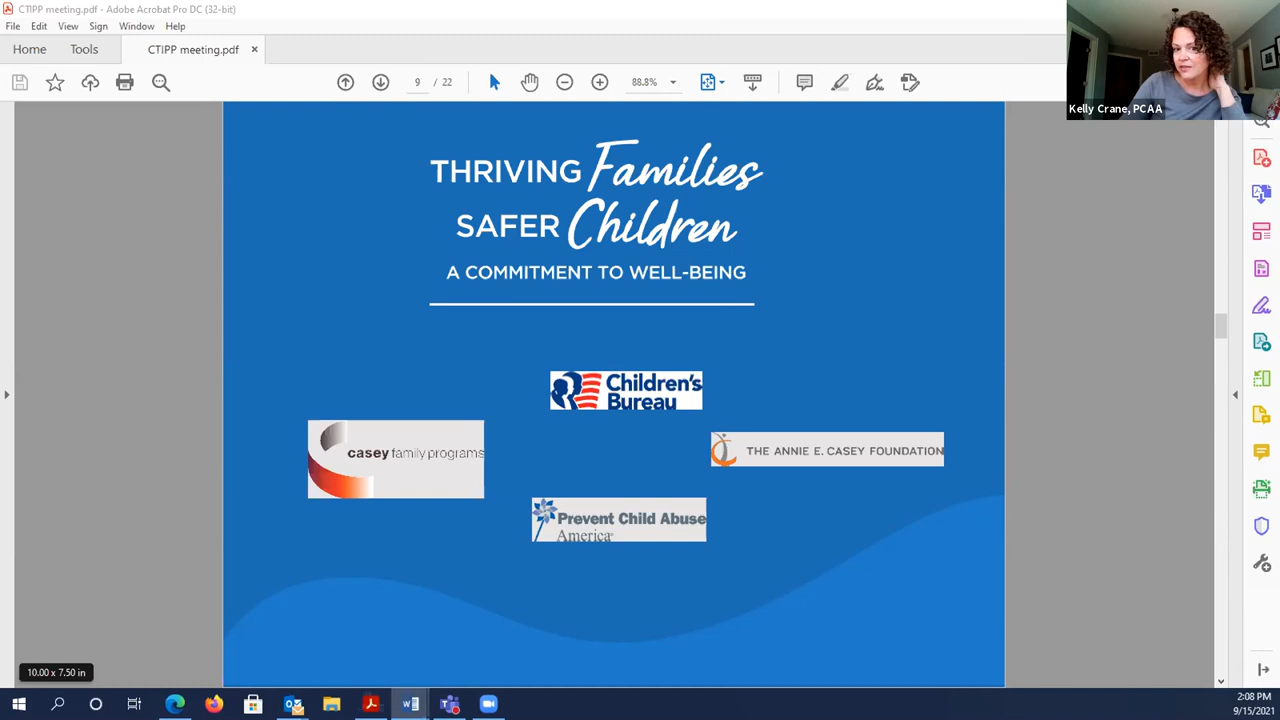 CTIPP meeting.pdf - Adobe Acrobat Pro DC (32-bit)
File Edit View Sign Window Help
Home Tools CTIPP meeting.pdf ×
9 / 22 88.8%
Kelly Crane, PCAA
THRIVING Families
SAFER Children
A COMMITMENT TO WELL-BEING
Children's
Bureau
casey family programs
THE ANNIE E. CASEY FOUNDATION
Prevent Child Abuse
America
10.00 x 7.50 in
2:08 PM
9/15/2021